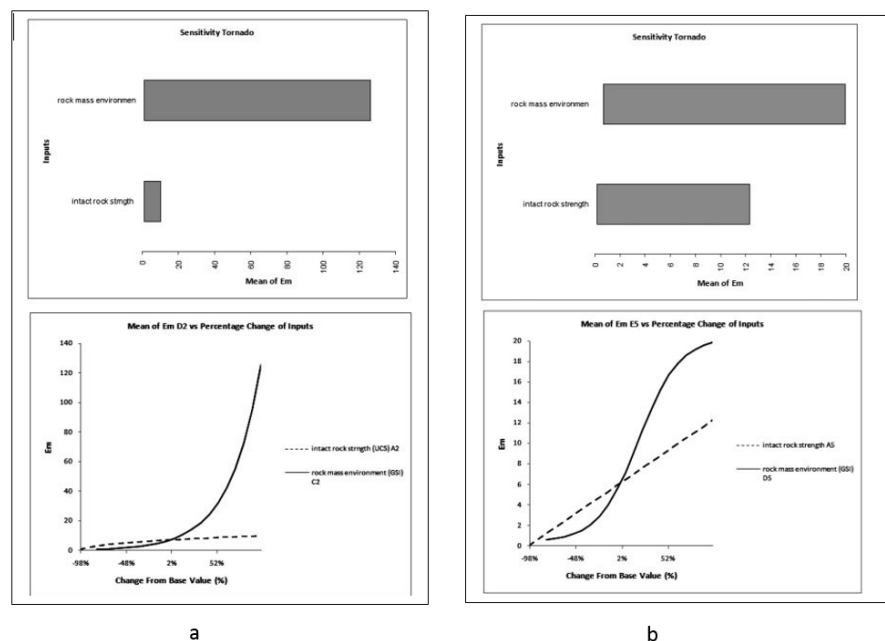 Sensitivity Tornado
rock mass environmen
Inputs
intact rock strngth
0 20 40 60 80 100 120 140
Mean of Em
Mean of Em D2 vs Percentage Change of Inputs
140
120
100
80
60
40
20
0
Em
intact rock strngth (UCS) A2
rock mass environment (GSI)
C2
-98% -48% 2% 52%
Change From Base Value (%)
a
Sensitivity Tornado
rock mass environmen
Inputs
intact rock strength
0 2 4 6 8 10 12 14 16 18 20
Mean of Em
Mean of Em E5 vs Percentage Change of Inputs
20
18
16
14
12
10
8
6
4
2
0
Em
intact rock strength A5
rock mass environment (GSI)
D5
-98% -48% 2% 52%
Change From Base Value (%)
b